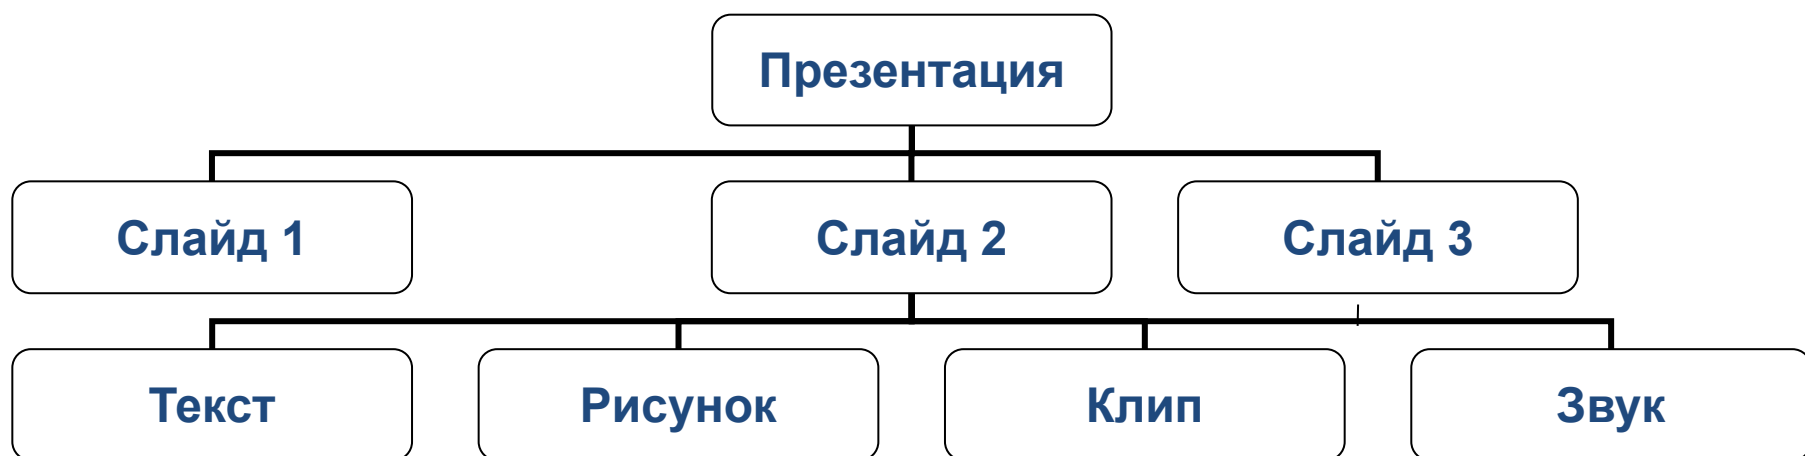 Презентация
Слайд 1
Слайд 2
Слайд 3
Текст
Рисунок
Клип
Звук